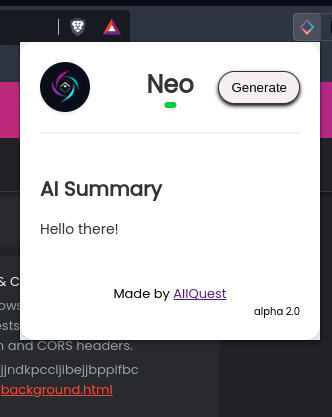 Neo
Generate
AI Summary
Hello there!
Made by AllQuest
alpha 2.0
& C
ows
ests
n and CORS headers.
jjndkpccljibejjbppifbc
background.html